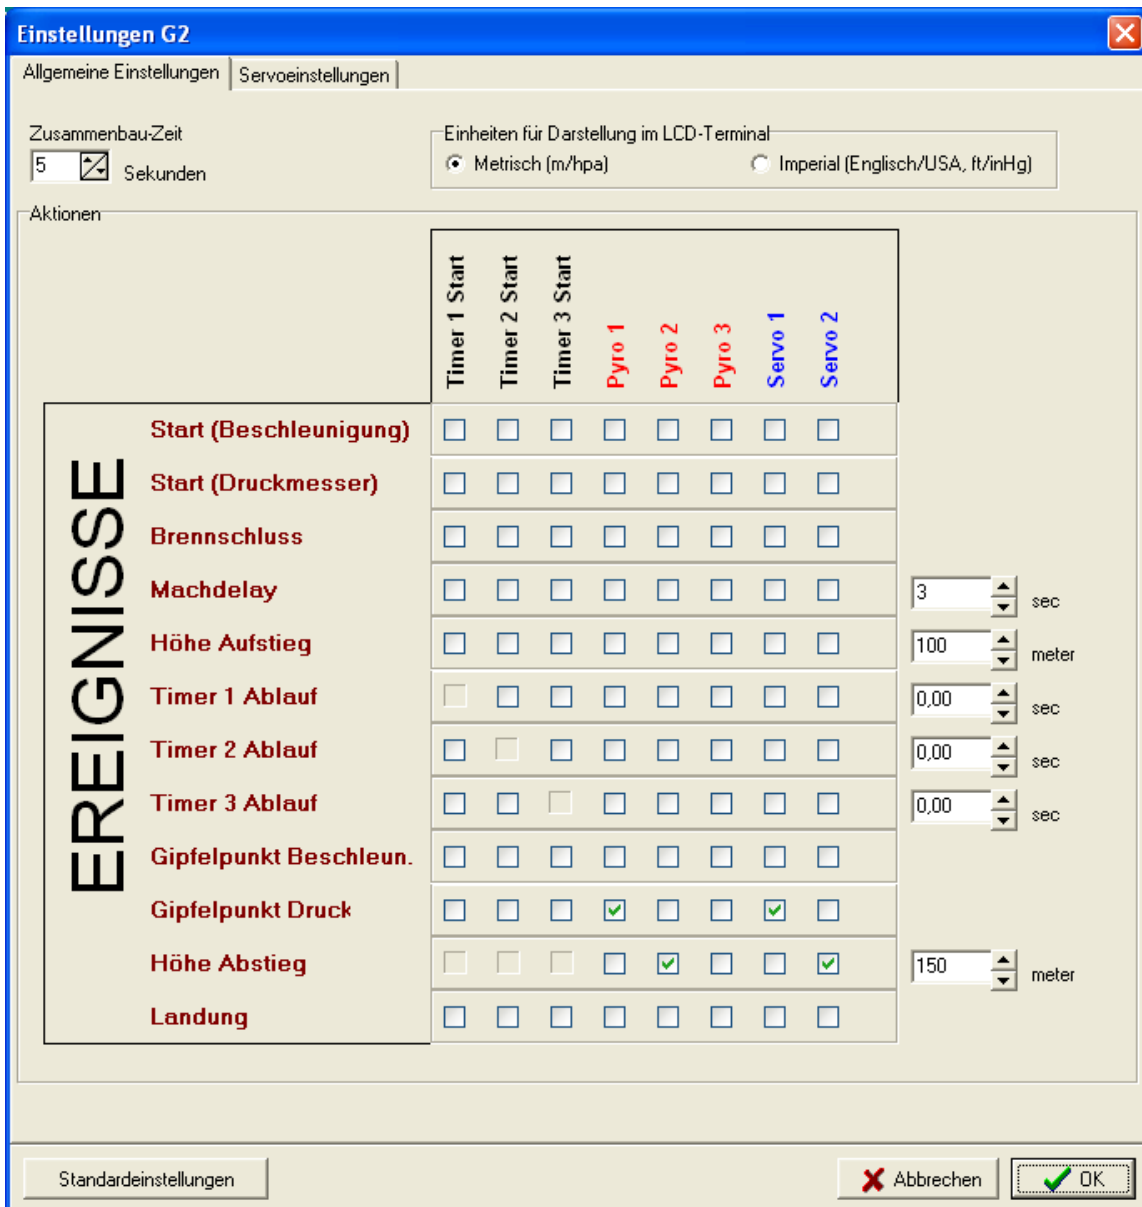 Einstellungen G2
Allgemeine Einstellungen
Servoeinstellungen
Zusammenbau-Zeit
5
Sekunden
Einheiten für Darstellung im LCD-Terminal
Metrisch (m/hpa)
Imperial (Englisch/USA, ft/inHg)
Aktionen
Timer 1 Start
Timer 2 Start
Timer 3 Start
Pyro 1
Pyro 2
Pyro 3
Servo 1
Servo 2
EREIGNISSE
Start (Beschleunigung)
Start (Druckmesser)
Brennschluss
Machdelay
3 sec
Höhe Aufstieg
100 meter
Timer 1 Ablauf
0,00 sec
Timer 2 Ablauf
0,00 sec
Timer 3 Ablauf
0,00 sec
Gipfelpunkt Beschleun.
Gipfelpunkt Druck
Höhe Abstieg
150 meter
Landung
Standardeinstellungen
Abbrechen
OK